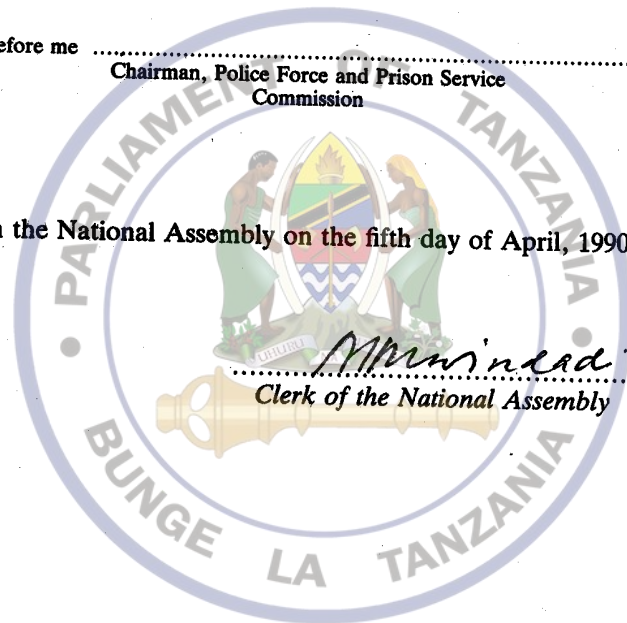 efore me
Chairman, Police Force and Prison Service
Commission
the National Assembly on the fifth day of April, 1990
Clerk of the National Assembly
PARLIAMENT OF TANZANIA
UHURU
BUNGE LA TANZANIA